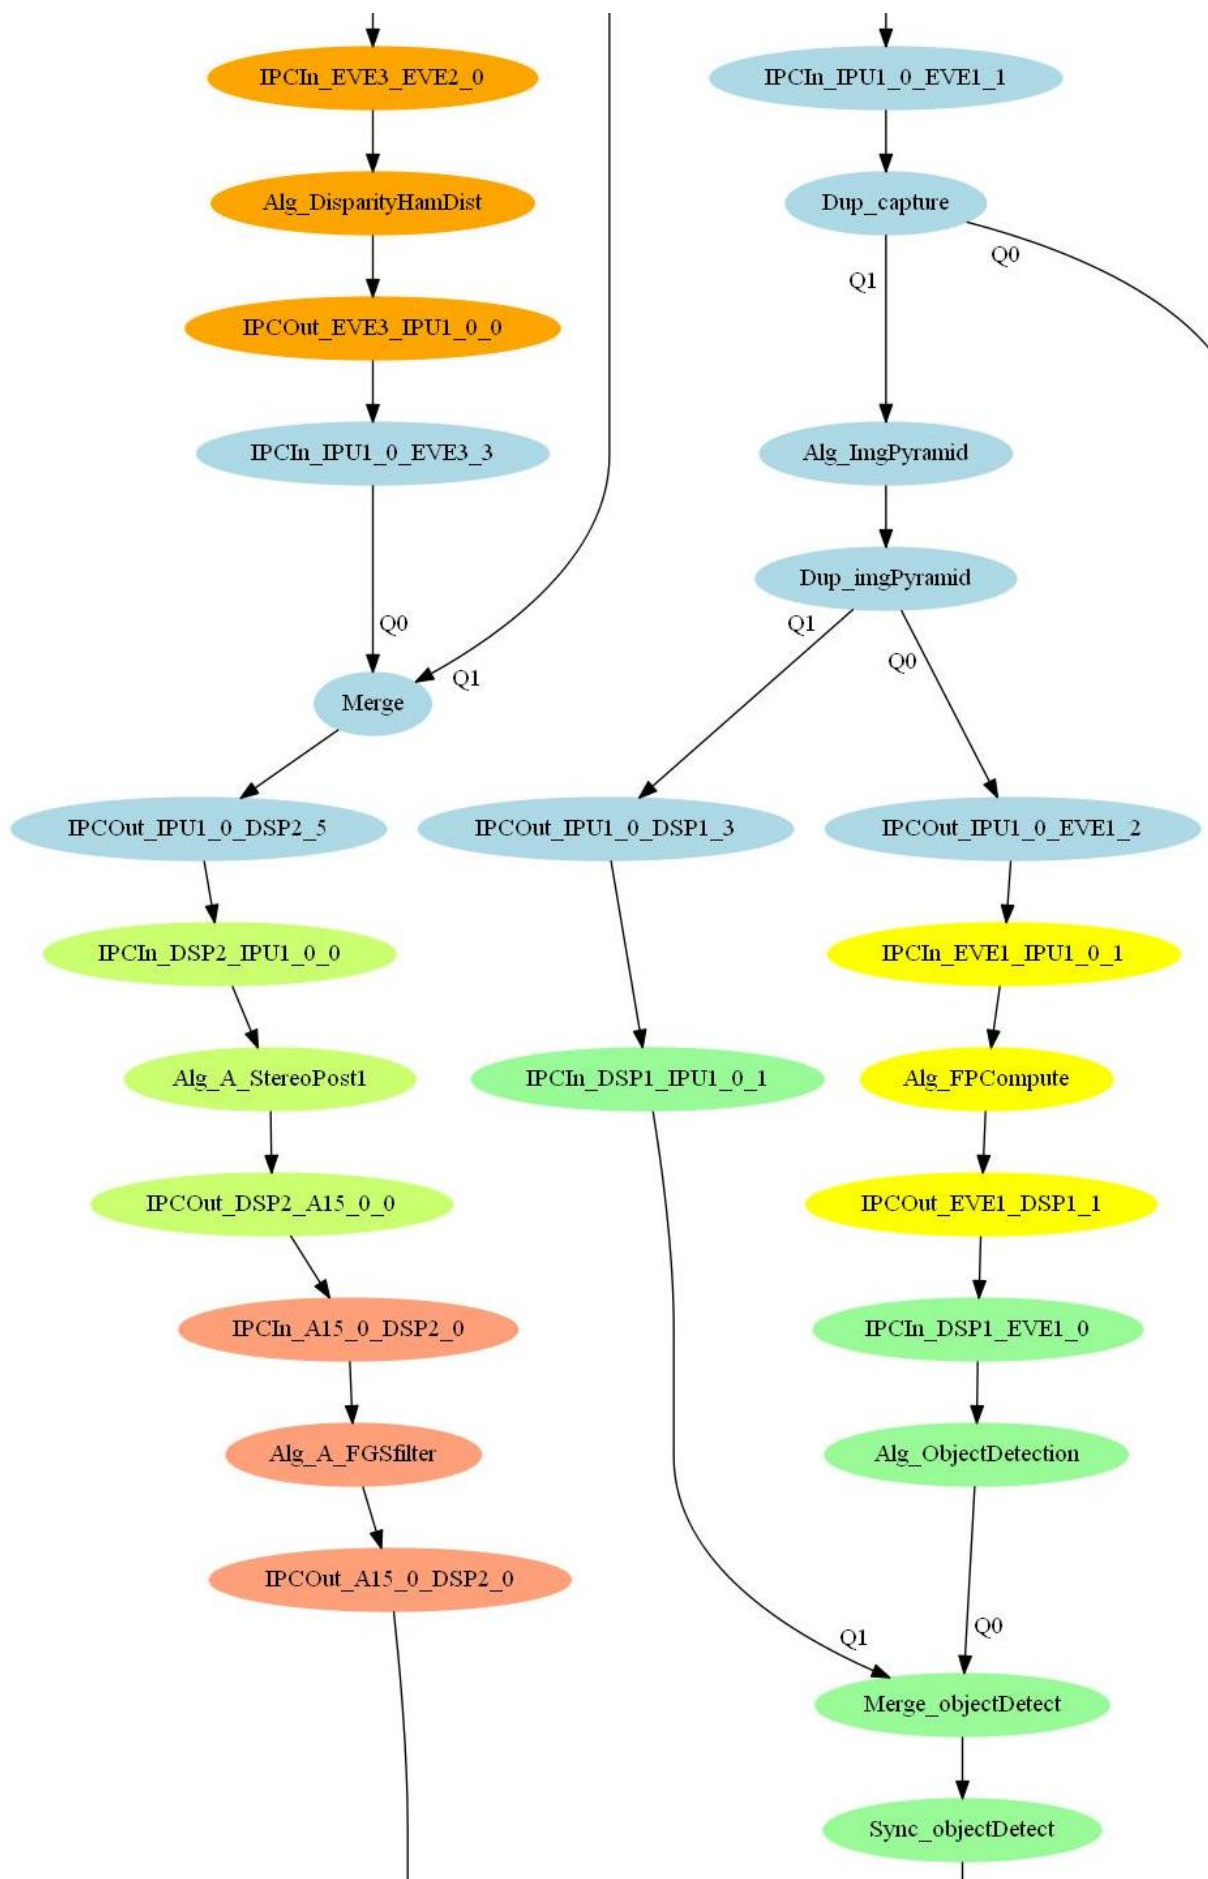 IPCIn_EVE3_EVE2_0
IPCIn_IPU1_0_EVE1_1
Alg_DisparityHamDist
Dup_capture
Q0
Q1
IPCOut_EVE3_IPU1_0_0
IPCIn_IPU1_0_EVE3_3
Alg_ImgPyramid
Dup_imgPyramid
Q0
Q1
Q0
Q1
Merge
IPCOut_IPU1_0_DSP2_5
IPCOut_IPU1_0_DSP1_3
IPCOut_IPU1_0_EVE1_2
IPCIn_DSP2_IPU1_0_0
IPCIn_EVE1_IPU1_0_1
Alg_A_StereoPost1
IPCIn_DSP1_IPU1_0_1
Alg_FPCompute
IPCOut_DSP2_A15_0_0
IPCOut_EVE1_DSP1_1
IPCIn_A15_0_DSP2_0
IPCIn_DSP1_EVE1_0
Alg_A_FGSfilter
Alg_ObjectDetection
IPCOut_A15_0_DSP2_0
Q1
Q0
Merge_objectDetect
Sync_objectDetect